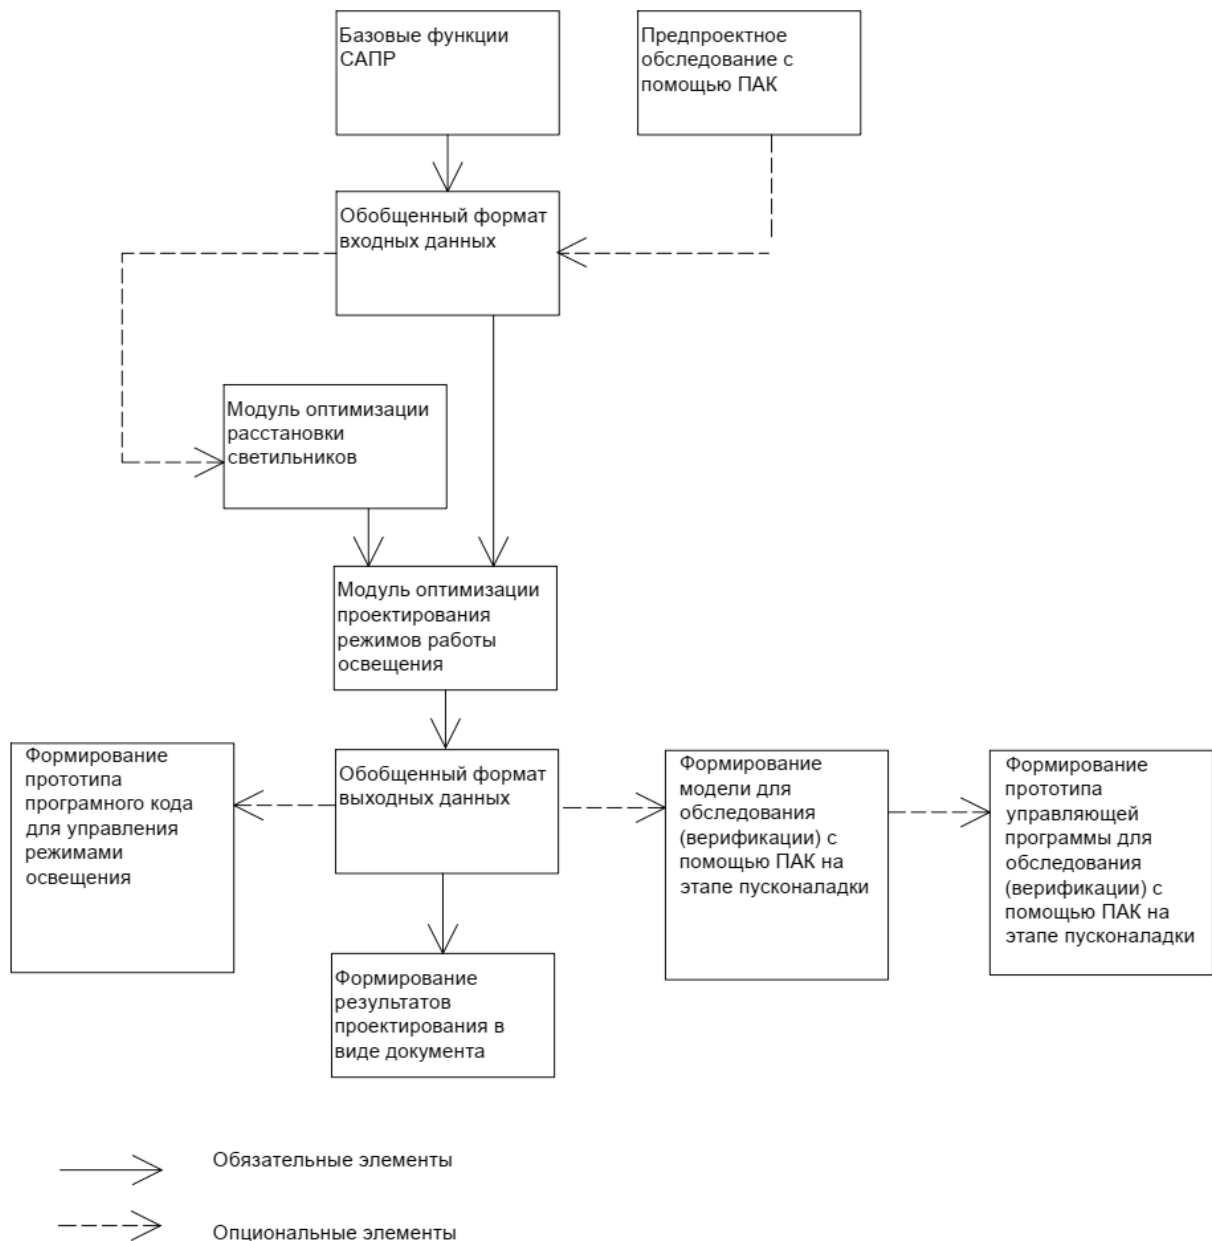 Базовые функции
САПР
Предпроектное
обследование с
помощью ПАК
Обобщенный формат
входных данных
Модуль оптимизации
расстановки
светильников
Модуль оптимизации
проектирования
режимов работы
освещения
Формирование
прототипа
програмного кода
для управления
режимами
освещения
Обобщенный формат
выходных данных
Формирование
модели для
обследования
(верификации) с
помощью ПАК на
этапе пусконаладки
Формирование
прототипа
управляющей
программы для
обследования
(верификации) с
помощью ПАК на
этапе пусконаладки
Формирование
результатов
проектирования в
виде документа
Обязательные элементы
Опциональные элементы